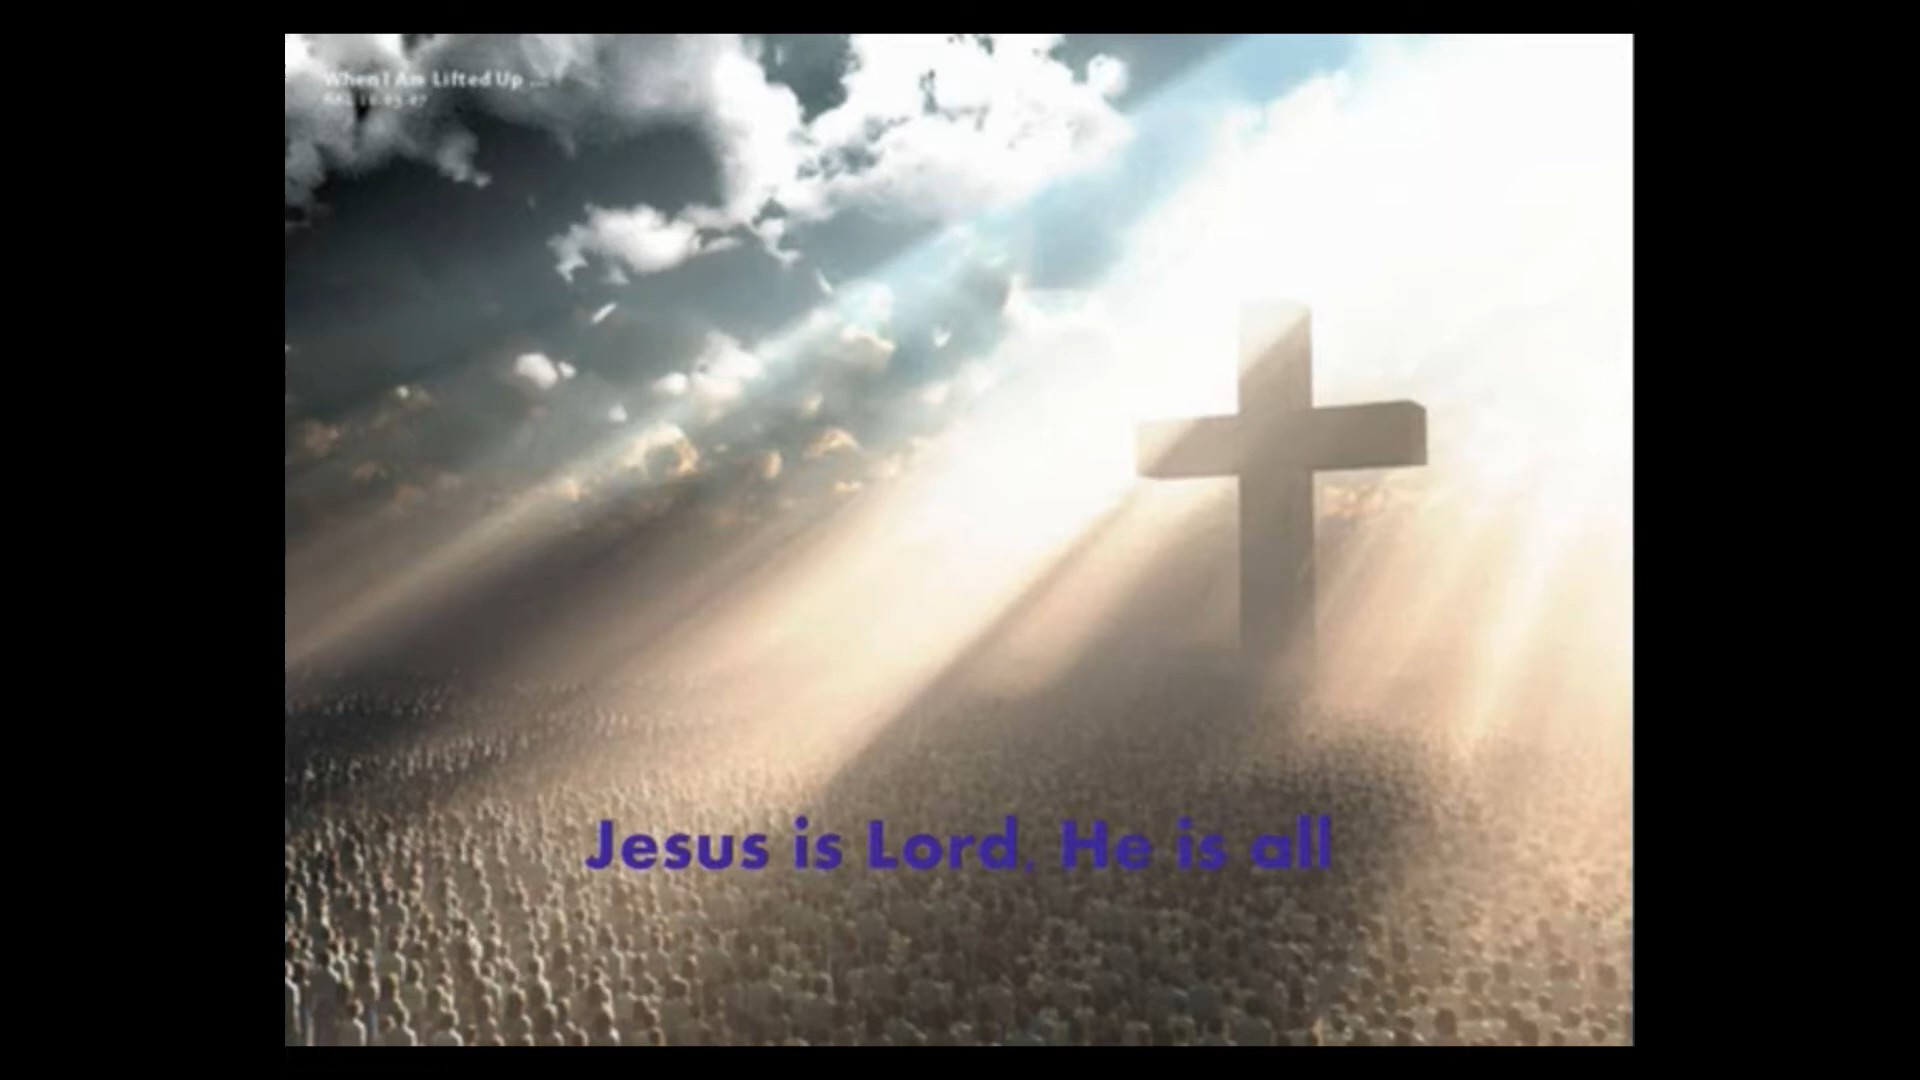 When I Am Lifted Up ....
Jesus is Lord, He is all